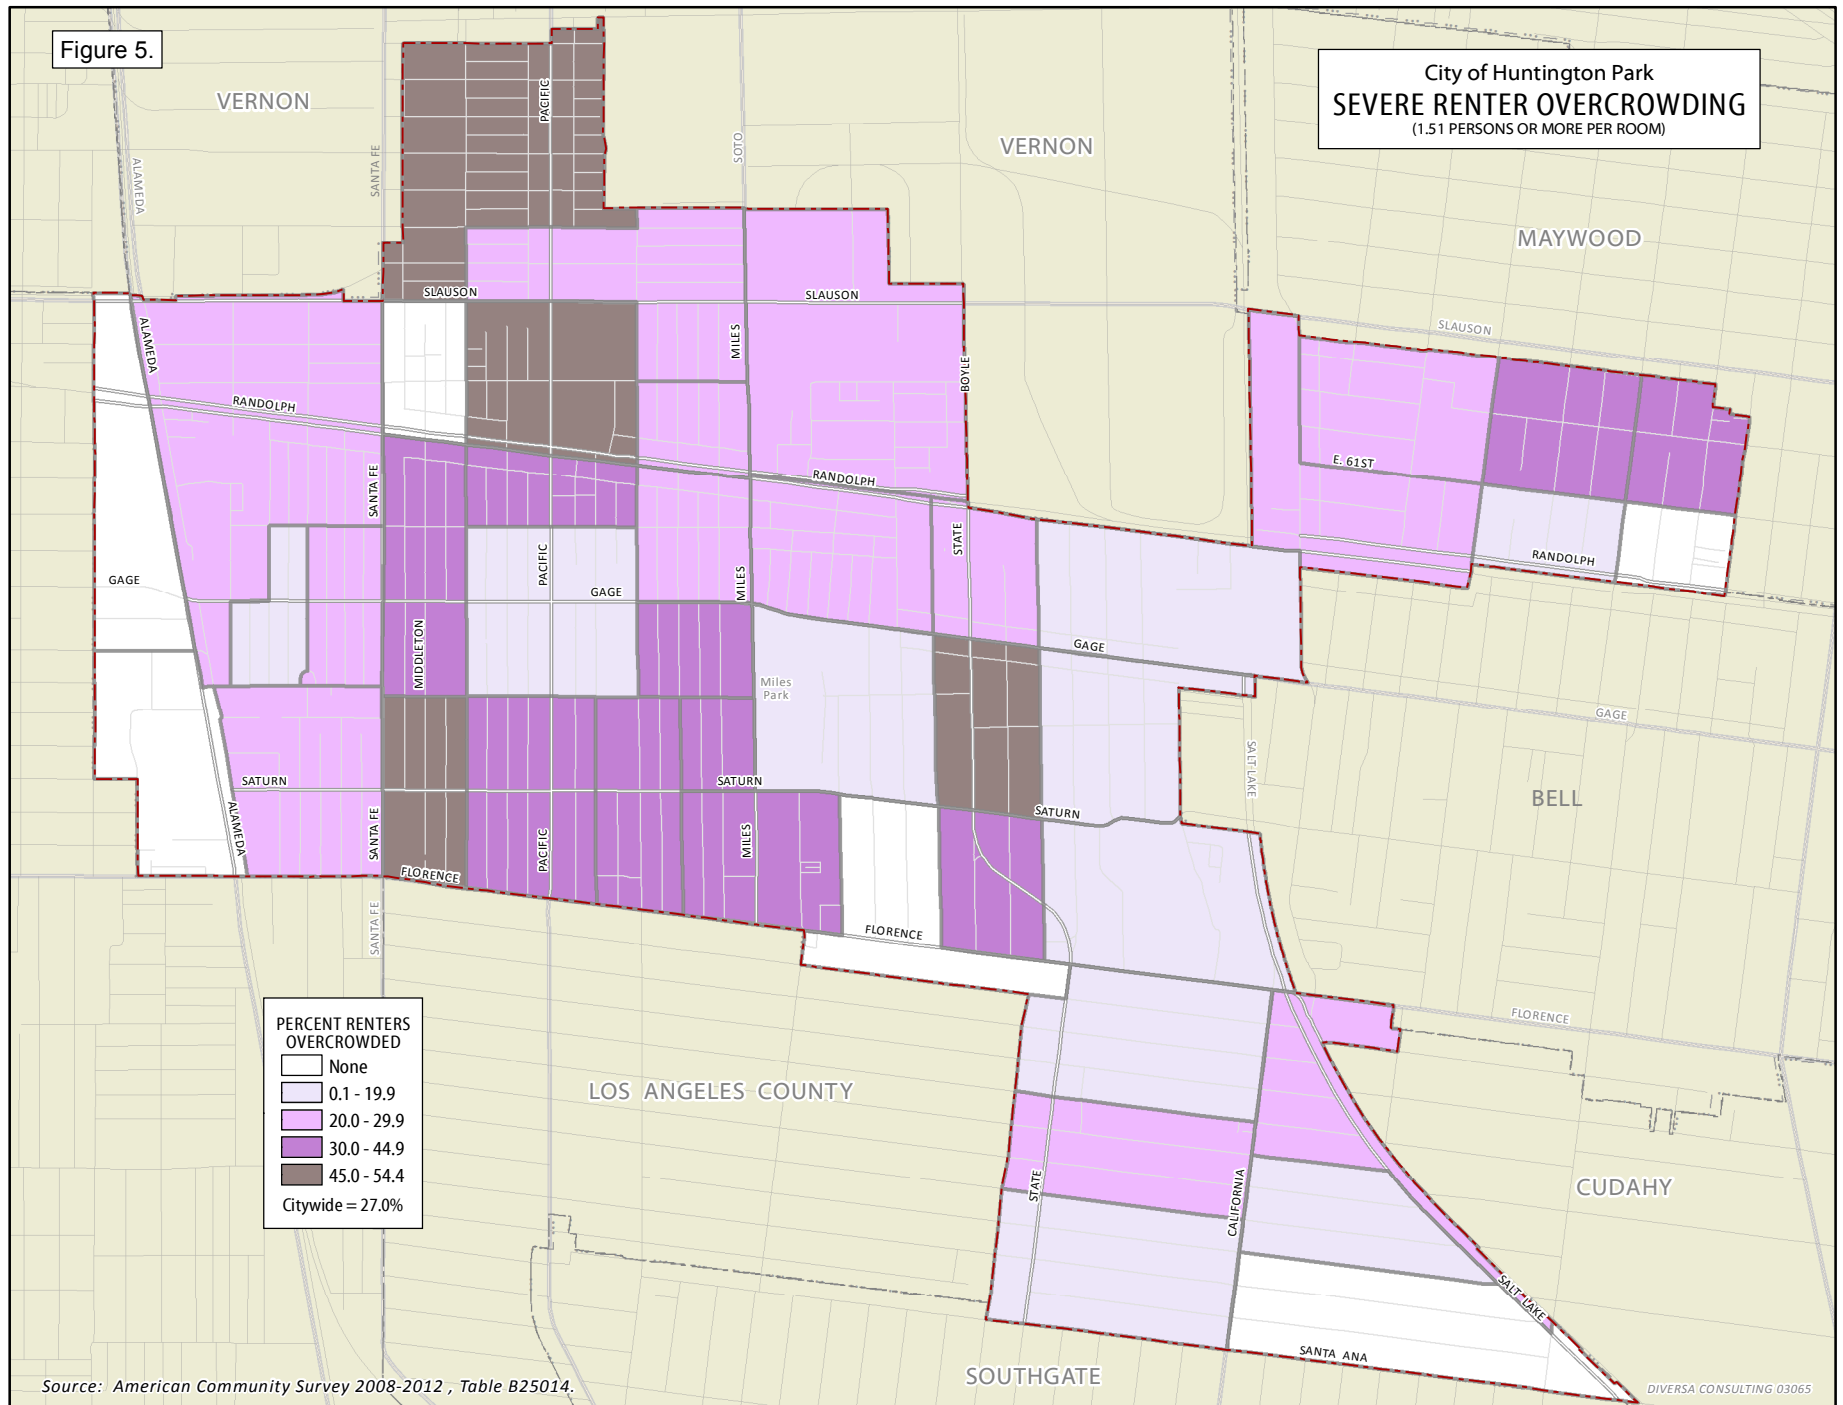 Figure 5.
City of Huntington Park
SEVERE RENTER OVERCROWDING
(1.51 PERSONS OR MORE PER ROOM)
VERNON
PACIFIC
VERNON
SOTO
SANTA FE
ALAMEDA
MAYWOOD
SLAUSON
SLAUSON
SLAUSON
ALAMEDA
MILES
BOYLE
RANDOLPH
E. 61ST
RANDOLPH
SANTA FE
STATE
RANDOLPH
PACIFIC
MILES
GAGE
GAGE
MIDDLETON
GAGE
Miles
Park
GAGE
SALT LAKE
SATURN
SATURN
SATURN
BELL
ALAMEDA
SANTA FE
PACIFIC
MILES
FLORENCE
SANTA FE
FLORENCE
FLORENCE
PERCENT RENTERS
OVERCROWDED
None
0.1 - 19.9
20.0 - 29.9
30.0 - 44.9
45.0 - 54.4
Citywide = 27.0%
LOS ANGELES COUNTY
STATE
CALIFORNIA
CUDAHY
SALT LAKE
SANTA ANA
SOUTHGATE
Source: American Community Survey 2008-2012 , Table B25014.
DIVERSA CONSULTING 03065